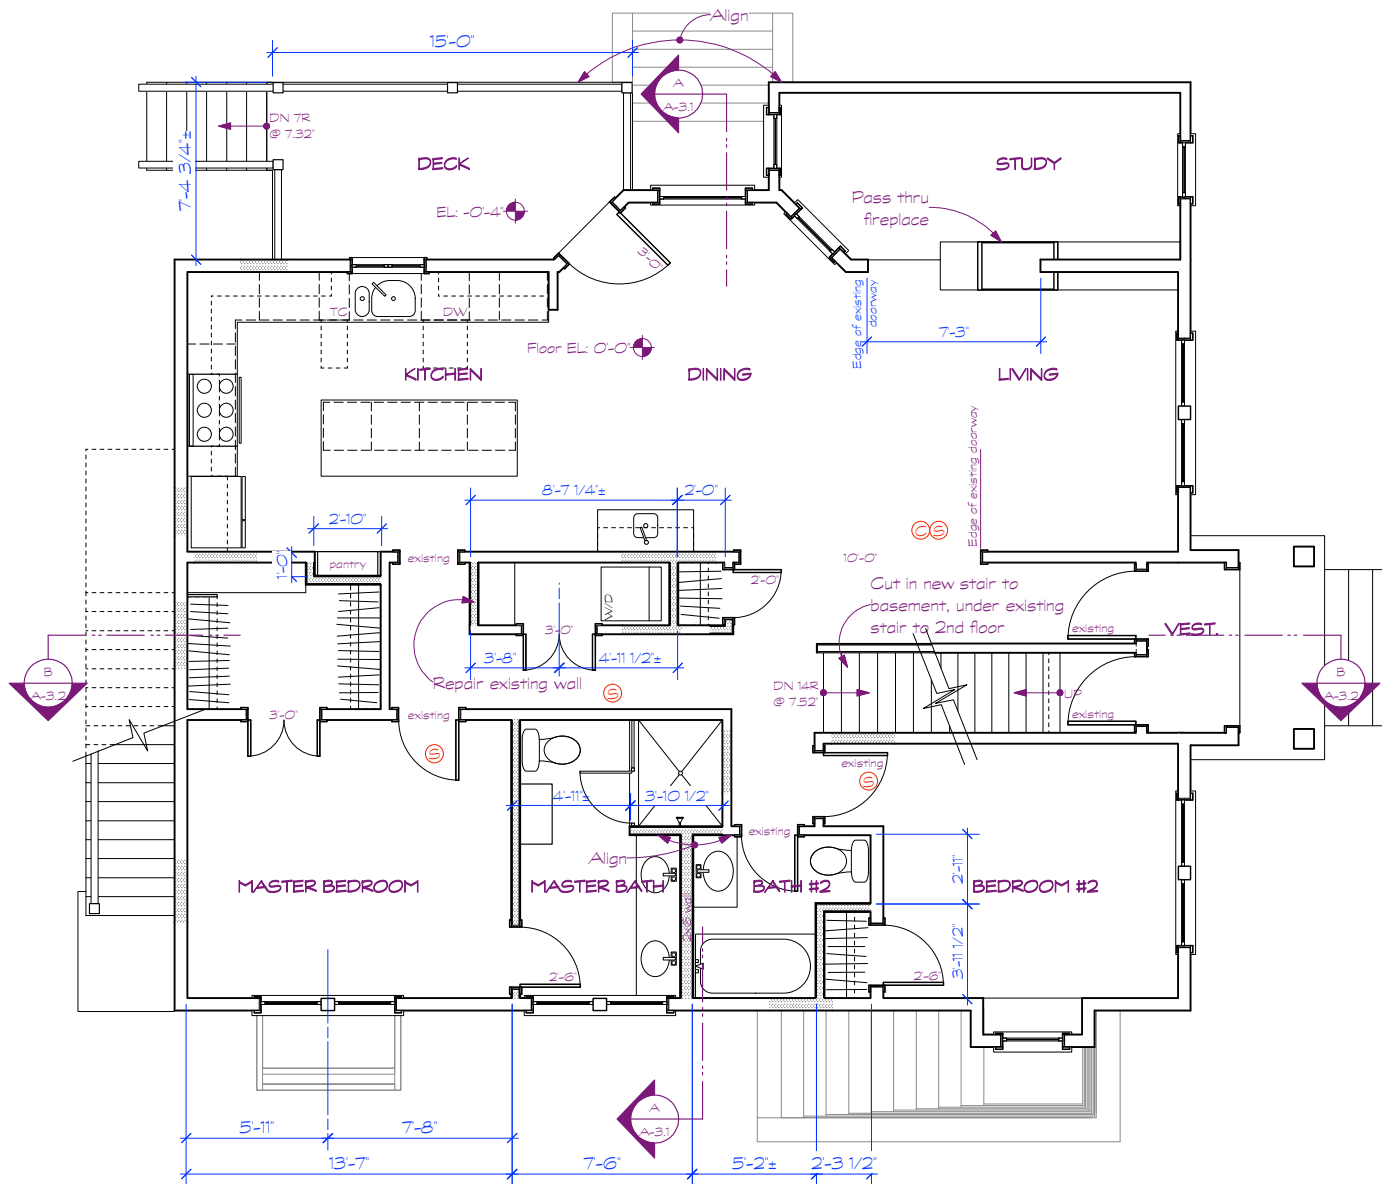 Align
15'-0"
A
A-3.1
DN 7R
@ 7.32"
7'-4 3/4"±
DECK
STUDY
Pass thru
fireplace
EL: -0'-4"
3'-0"
Edge of existing
doorway
TC
DW
7'-3"
Floor EL: 0'-0"
KITCHEN
DINING
LIVING
Edge of existing doorway
8'-7 1/4"±
2'-0"
2'-10"
C
S
1'-0"
pantry
existing
10'-0"
2'-0"
W/D
Cut in new stair to
basement, under existing
stair to 2nd floor
3'-0"
existing
VEST.
3'-8"
4'-11 1/2"±
B
A-3.2
Repair existing wall
S
DN 14R
@ 7.52"
UP
B
A-3.2
3'-0"
existing
existing
S
existing
S
4'-11"±
3'-10 1/2"
existing
Align
2'-11"
MASTER BEDROOM
MASTER BATH
BATH #2
BEDROOM #2
2x6 wall
3'-11 1/2"
2'-6"
2'-6"
A
A-3.1
5'-11"
7'-8"
13'-7"
7'-6"
5'-2"±
2'-3 1/2"